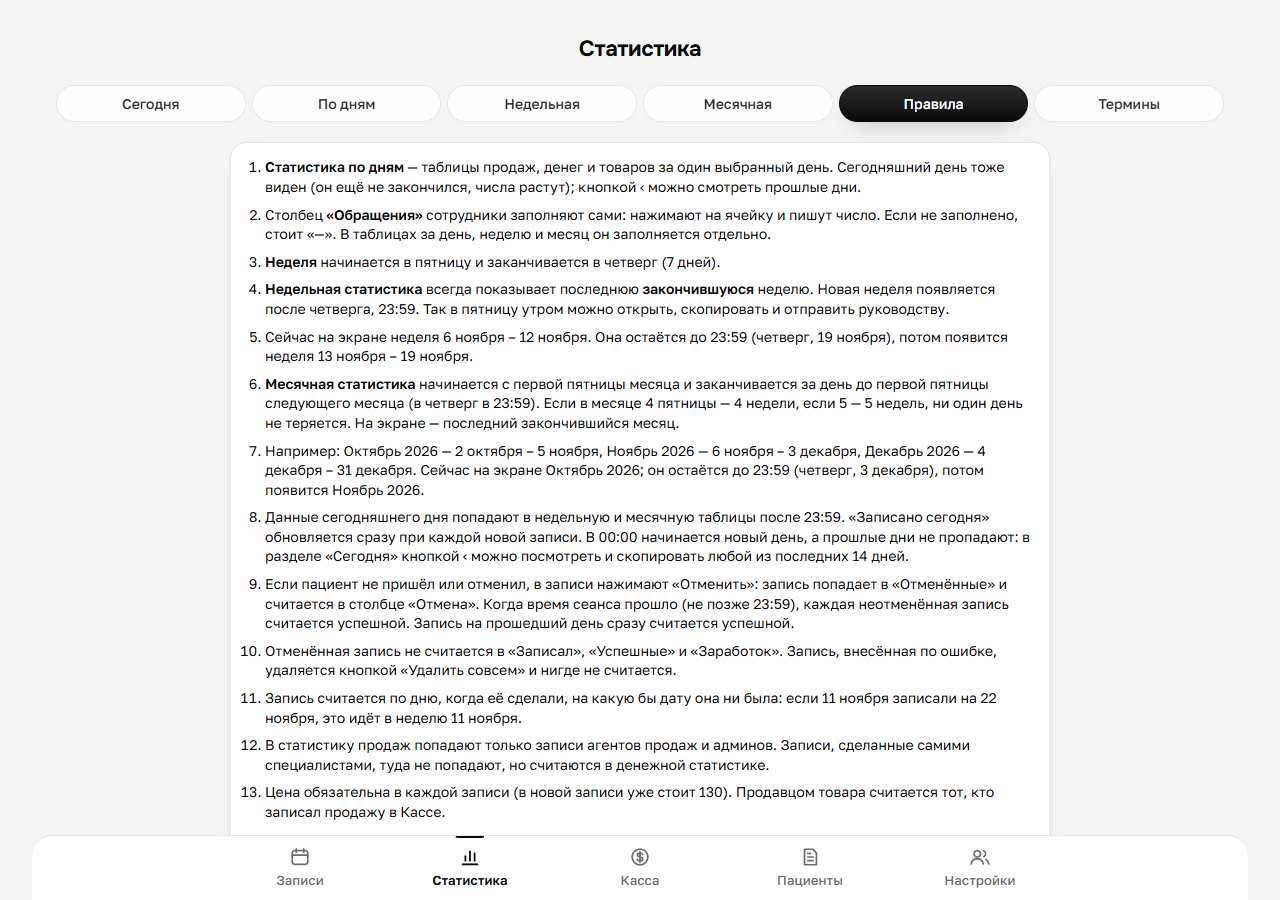 Статистика
Сегодня
По дням
Недельная
Месячная
Правила
Термины
1. Статистика по дням — таблицы продаж, денег и товаров за один выбранный день. Сегодняшний день тоже
виден (он ещё не закончился, числа растут); кнопкой ‹ можно смотреть прошлые дни.
2. Столбец «Обращения» сотрудники заполняют сами: нажимают на ячейку и пишут число. Если не заполнено,
стоит «—». В таблицах за день, неделю и месяц он заполняется отдельно.
3. Неделя начинается в пятницу и заканчивается в четверг (7 дней).
4. Недельная статистика всегда показывает последнюю закончившуюся неделю. Новая неделя появляется
после четверга, 23:59. Так в пятницу утром можно открыть, скопировать и отправить руководству.
5. Сейчас на экране неделя 6 ноября – 12 ноября. Она остаётся до 23:59 (четверг, 19 ноября), потом появится
неделя 13 ноября – 19 ноября.
6. Месячная статистика начинается с первой пятницы месяца и заканчивается за день до первой пятницы
следующего месяца (в четверг в 23:59). Если в месяце 4 пятницы — 4 недели, если 5 — 5 недель, ни один день
не теряется. На экране — последний закончившийся месяц.
7. Например: Октябрь 2026 — 2 октября – 5 ноября, Ноябрь 2026 — 6 ноября – 3 декабря, Декабрь 2026 — 4
декабря – 31 декабря. Сейчас на экране Октябрь 2026; он остаётся до 23:59 (четверг, 3 декабря), потом
появится Ноябрь 2026.
8. Данные сегодняшнего дня попадают в недельную и месячную таблицы после 23:59. «Записано сегодня»
обновляется сразу при каждой новой записи. В 00:00 начинается новый день, а прошлые дни не пропадают: в
разделе «Сегодня» кнопкой ‹ можно посмотреть и скопировать любой из последних 14 дней.
9. Если пациент не пришёл или отменил, в записи нажимают «Отменить»: запись попадает в «Отменённые» и
считается в столбце «Отмена». Когда время сеанса прошло (не позже 23:59), каждая неотменённая запись
считается успешной. Запись на прошедший день сразу считается успешной.
10. Отменённая запись не считается в «Записал», «Успешные» и «Заработок». Запись, внесённая по ошибке,
удаляется кнопкой «Удалить совсем» и нигде не считается.
11. Запись считается по дню, когда её сделали, на какую бы дату она ни была: если 11 ноября записали на 22
ноября, это идёт в неделю 11 ноября.
12. В статистику продаж попадают только записи агентов продаж и админов. Записи, сделанные самими
специалистами, туда не попадают, но считаются в денежной статистике.
13. Цена обязательна в каждой записи (в новой записи уже стоит 130). Продавцом товара считается тот, кто
записал продажу в Кассе.
Записи
Статистика
Касса
Пациенты
Настройки